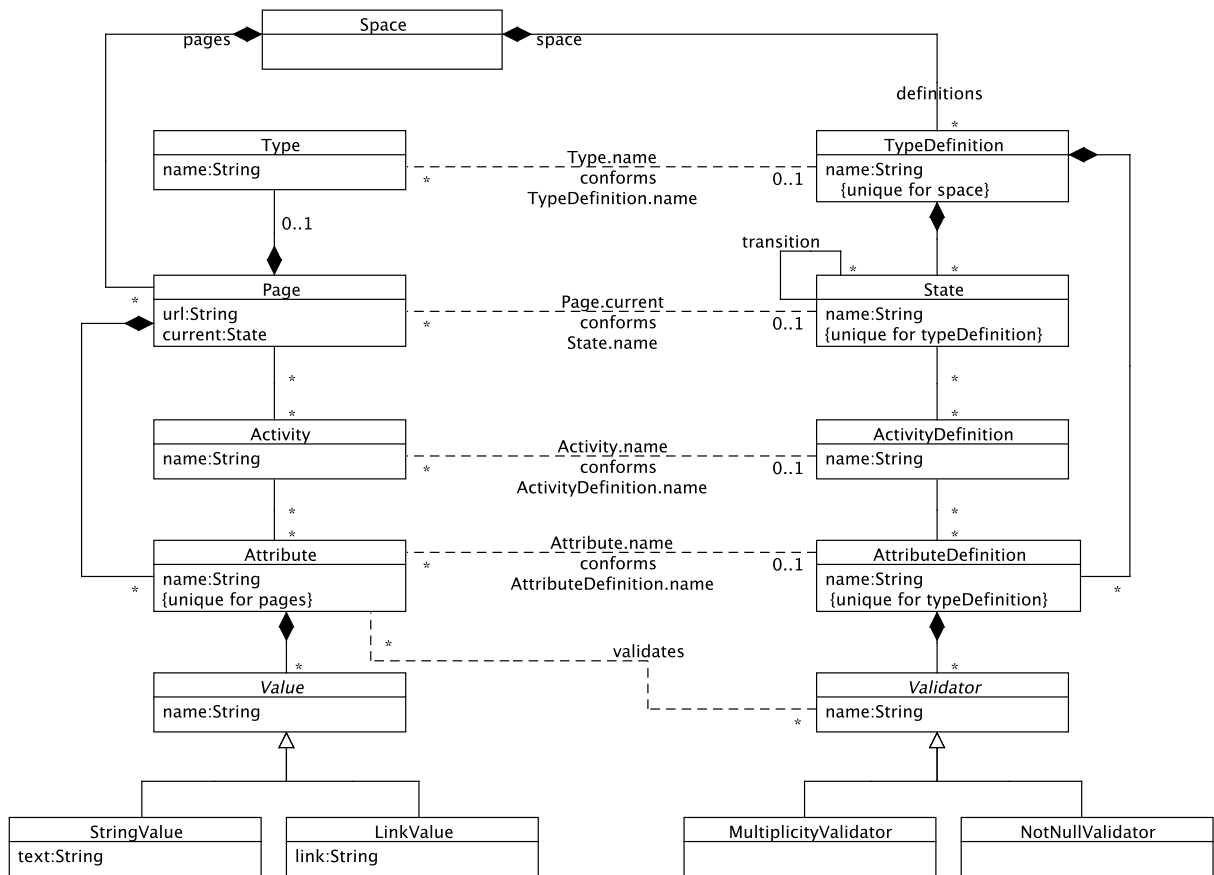 Space
pages
space
definitions
*
Type
name:String
Type.name
conforms
TypeDefinition.name
*
0..1
TypeDefinition
name:String
{unique for space}
0..1
transition
*
*
*
Page
url:String
current:State
Page.current
conforms
State.name
*
0..1
State
name:String
{unique for typeDefinition}
*
*
*
*
Activity
name:String
Activity.name
conforms
ActivityDefinition.name
*
0..1
ActivityDefinition
name:String
*
*
*
*
Attribute
name:String
{unique for pages}
*
Attribute.name
conforms
AttributeDefinition.name
*
0..1
AttributeDefinition
name:String
{unique for typeDefinition}
*
*
validates
*
*
*
Value
name:String
Validator
name:String
StringValue
text:String
LinkValue
link:String
MultiplicityValidator
NotNullValidator